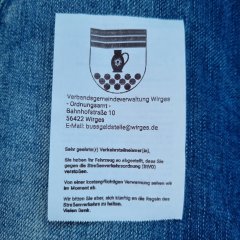 Verbandsgemeindeverwaltung Wirges
- Ordnungsamt -
Bahnhofstraße 10
56422 Wirges
E-Mail: bussgeldstelle@wirges.de
Sehr geehrte(r) Verkehrsteilnehmer(in),
Sie haben Ihr Fahrzeug so abgestellt, dass Sie
gegen die Straßenverkehrsordnung (StVO)
verstoßen.
Von einer kostenpflichtigen Verwarnung sehen wir
im Moment ab.
Wir bitten Sie aber, sich künftig an die Regeln des
Straßenverkehrs zu halten.
Vielen Dank.